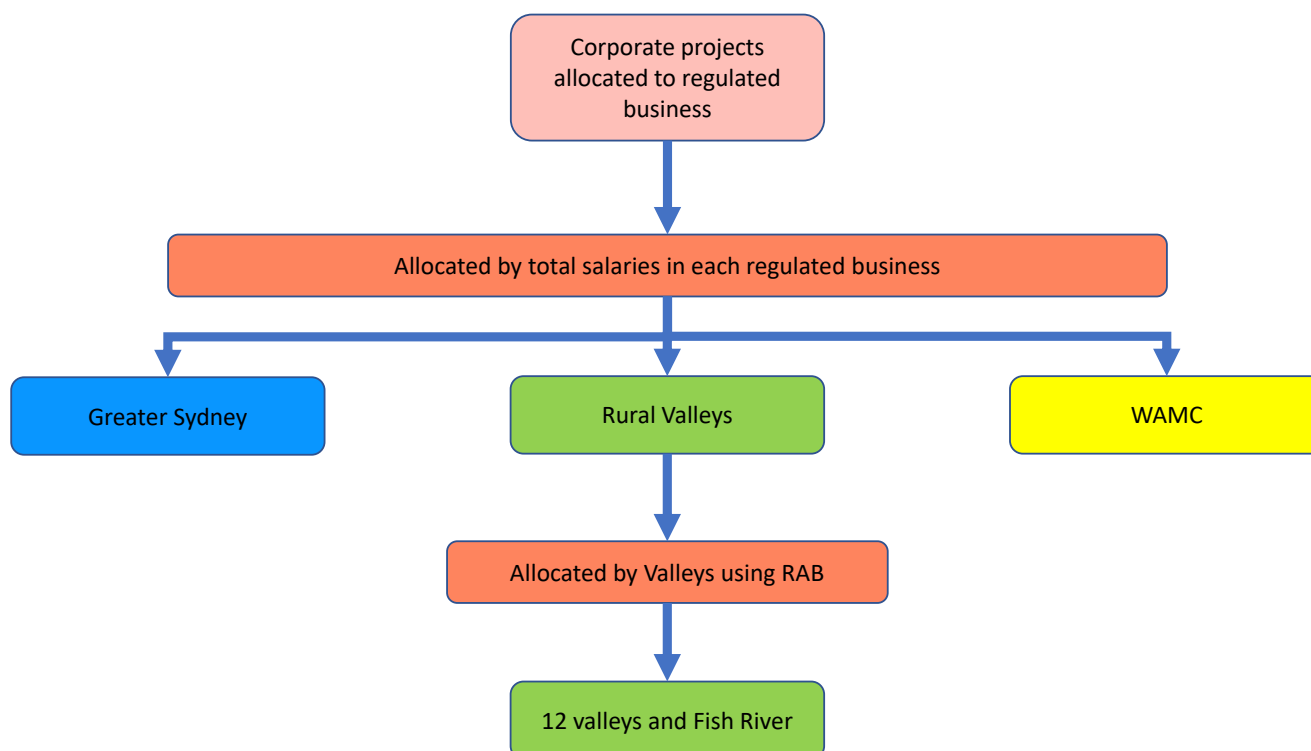 Corporate projects
allocated to regulated
business
Allocated by total salaries in each regulated business
Greater Sydney
Rural Valleys
WAMC
Allocated by Valleys using RAB
12 valleys and Fish River